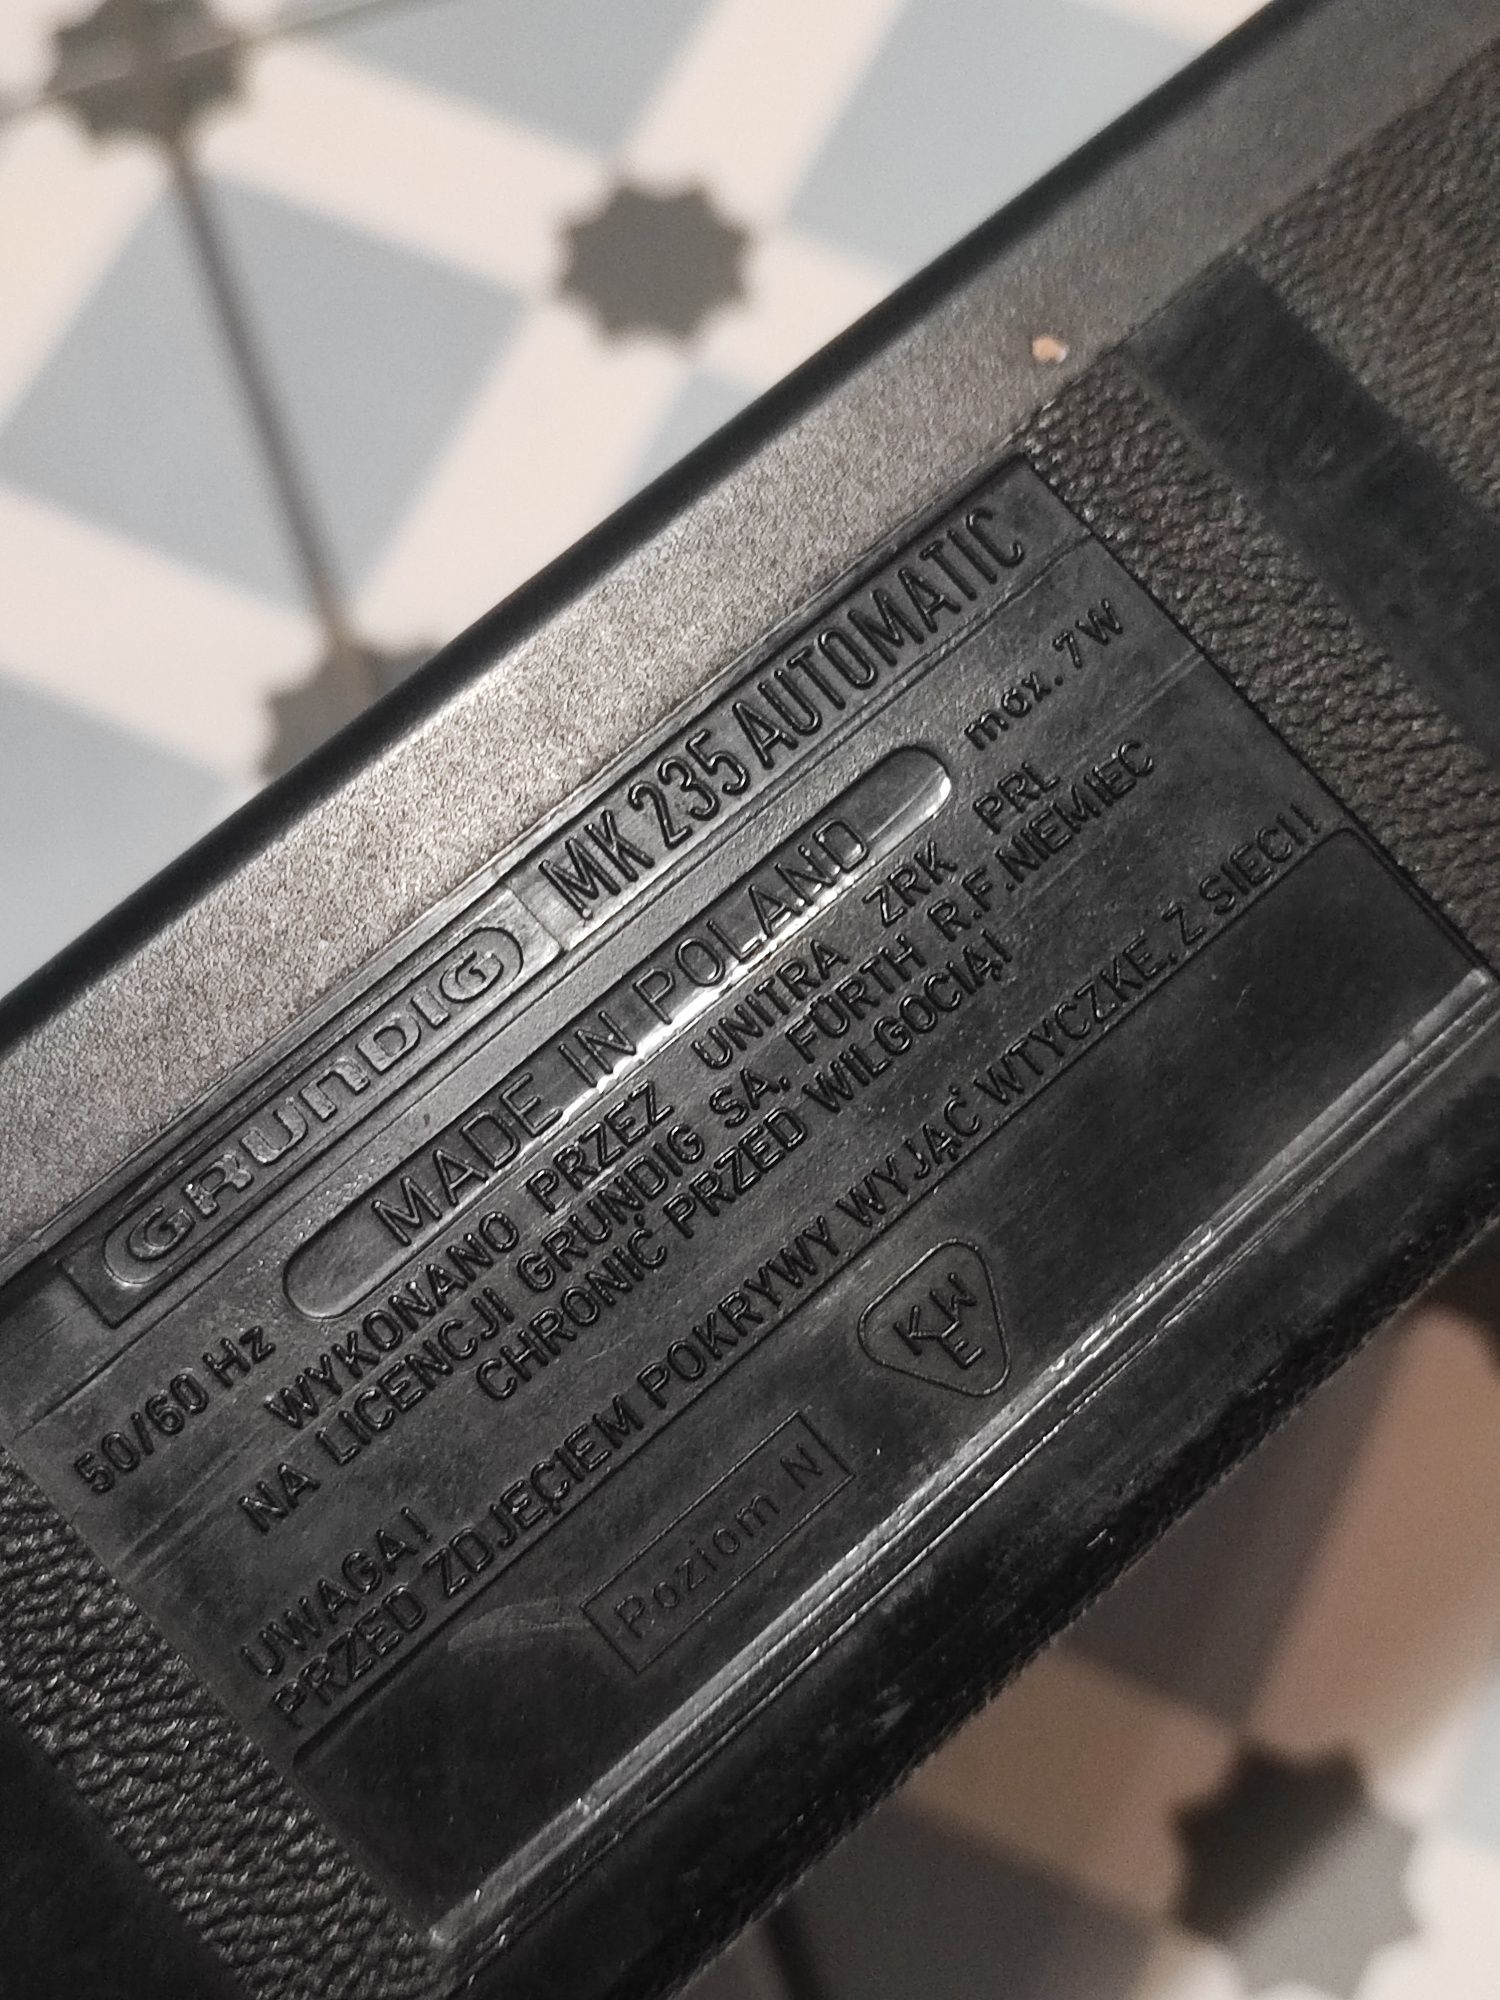 GRUNDIG MK 235 AUTOMATIC
50/60 Hz MADE IN POLAND max. 7W
WYKONANO PRZEZ UNITRA ZRK PRL
NA LICENCJI GRUNDIG SA. FÜRTH R.F. NIEMIEC
CHRONIĆ PRZED WILGOCIĄ!
UWAGA!
PRZED ZDJĘCIEM POKRYWY WYJĄĆ WTYCZKĘ, Z SIECI!
Poziom N
KWE